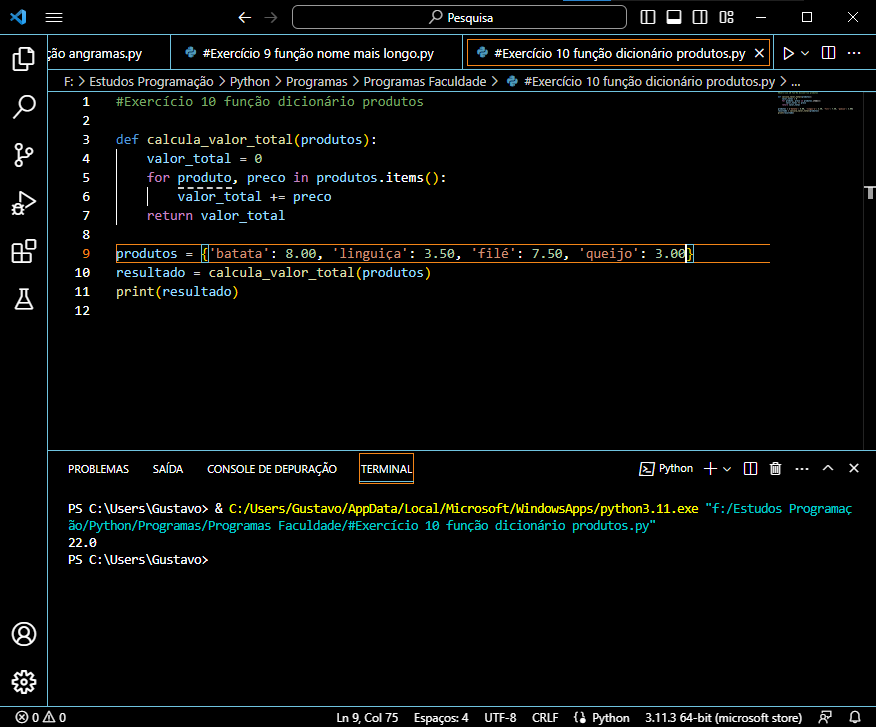 Pesquisa
ção angramas.py
#Exercício 9 função nome mais longo.py
#Exercício 10 função dicionário produtos.py
F: > Estudos Programação > Python > Programas > Programas Faculdade > #Exercício 10 função dicionário produtos.py > ...
1 #Exercício 10 função dicionário produtos
2
3 def calcula_valor_total(produtos):
4     valor_total = 0
5     for produto, preco in produtos.items():
6         valor_total += preco
7     return valor_total
8
9 produtos = {'batata': 8.00, 'linguiça': 3.50, 'filé': 7.50, 'queijo': 3.00}
10 resultado = calcula_valor_total(produtos)
11 print(resultado)
12
PROBLEMAS SAÍDA CONSOLE DE DEPURAÇÃO TERMINAL Python
PS C:\Users\Gustavo> & C:/Users/Gustavo/AppData/Local/Microsoft/WindowsApps/python3.11.exe "f:/Estudos Programaç
ão/Python/Programas/Programas Faculdade/#Exercício 10 função dicionário produtos.py"
22.0
PS C:\Users\Gustavo>
0 0 Ln 9, Col 75 Espaços: 4 UTF-8 CRLF Python 3.11.3 64-bit (microsoft store)